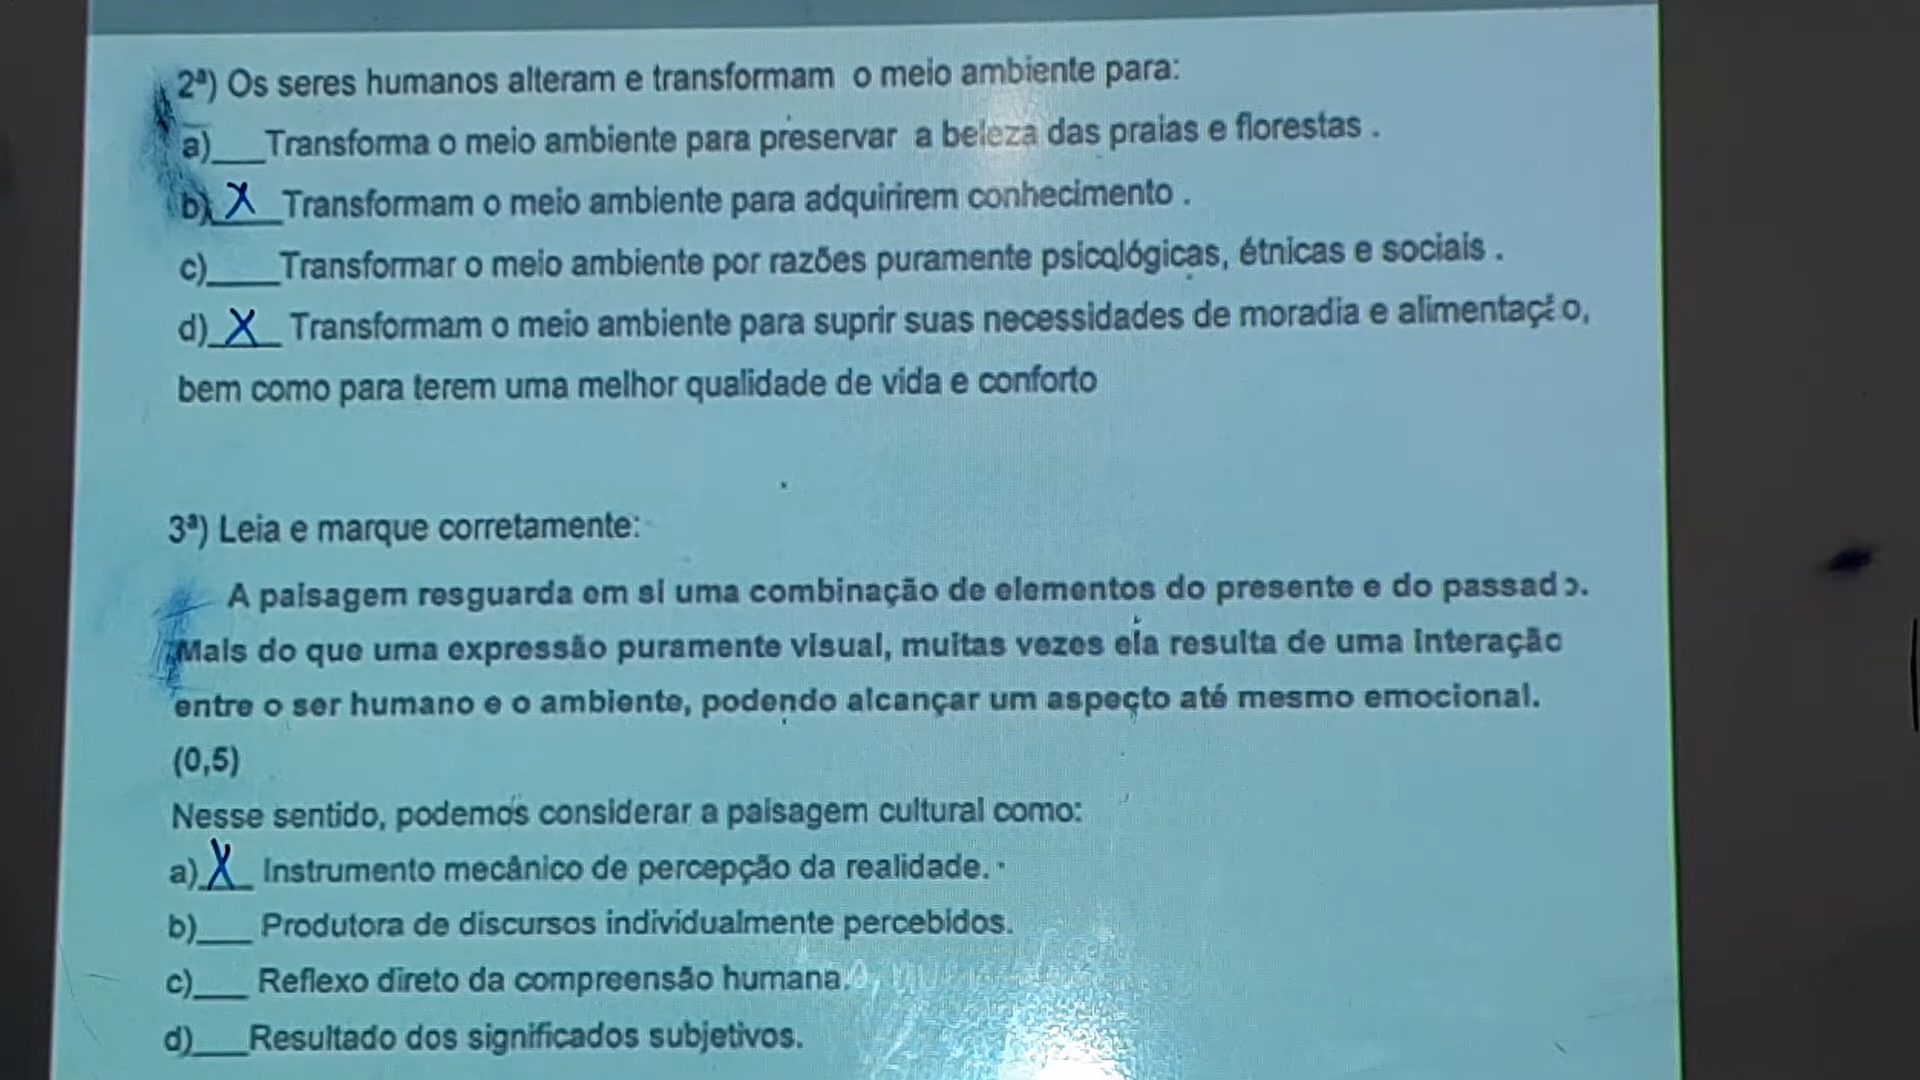 2ª) Os seres humanos alteram e transformam o meio ambiente para:
a)___Transforma o meio ambiente para preservar a beleza das praias e florestas .
b)_X_Transformam o meio ambiente para adquirirem conhecimento .
c)____Transformar o meio ambiente por razões puramente psicológicas, étnicas e sociais .
d)_X_ Transformam o meio ambiente para suprir suas necessidades de moradia e alimentação,
bem como para terem uma melhor qualidade de vida e conforto
3ª) Leia e marque corretamente:
A paisagem resguarda em si uma combinação de elementos do presente e do passado.
Mais do que uma expressão puramente visual, muitas vezes ela resulta de uma interação
entre o ser humano e o ambiente, podendo alcançar um aspecto até mesmo emocional.
(0,5)
Nesse sentido, podemos considerar a paisagem cultural como:
a)_X_ Instrumento mecânico de percepção da realidade.
b)___ Produtora de discursos individualmente percebidos.
c)___ Reflexo direto da compreensão humana.
d)___Resultado dos significados subjetivos.